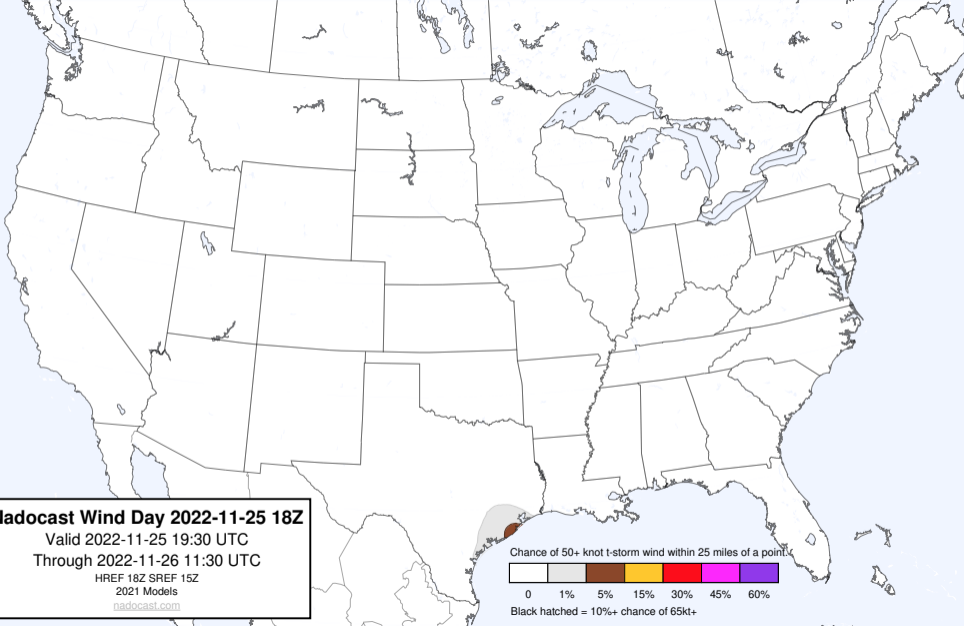 ladocast Wind Day 2022-11-25 18Z
Valid 2022-11-25 19:30 UTC
Through 2022-11-26 11:30 UTC
HREF 18Z SREF 15Z
2021 Models
nadocast.com
Chance of 50+ knot t-storm wind within 25 miles of a point.
0 1% 5% 15% 30% 45% 60%
Black hatched = 10%+ chance of 65kt+